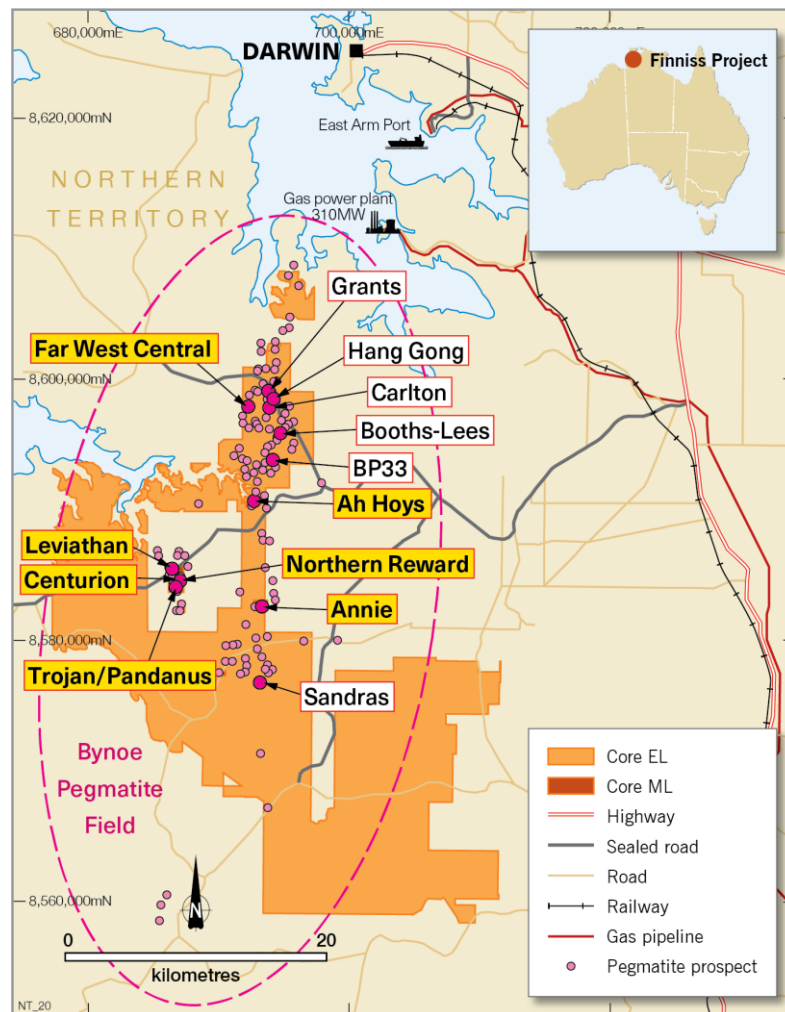 680,000mE
700,000mE
720,000mE
DARWIN
Finniss Project
8,620,000mN
East Arm Port
NORTHERN
TERRITORY
Gas power plant
310MW
Grants
Far West Central
Hang Gong
8,600,000mN
Carlton
Booths-Lees
BP33
Ah Hoys
Leviathan
Northern Reward
Centurion
Annie
8,580,000mN
Trojan/Pandanus
Sandras
Bynoe
Pegmatite
Field
Core EL
Core ML
Highway
Sealed road
Road
Railway
Gas pipeline
Pegmatite prospect
8,560,000mN
N
0 20
kilometres
NT_20